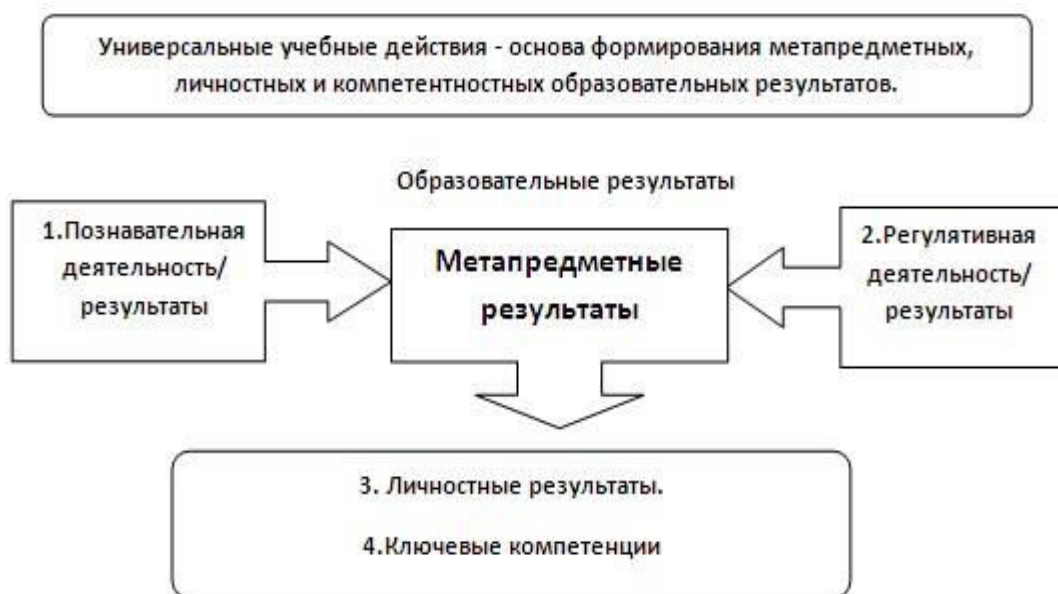 Универсальные учебные действия - основа формирования метапредметных,
личностных и компетентностных образовательных результатов.
Образовательные результаты
1.Познавательная
деятельность/
результаты
Метапредметные
результаты
2.Регулятивная
деятельность/
результаты
3. Личностные результаты.
4.Ключевые компетенции